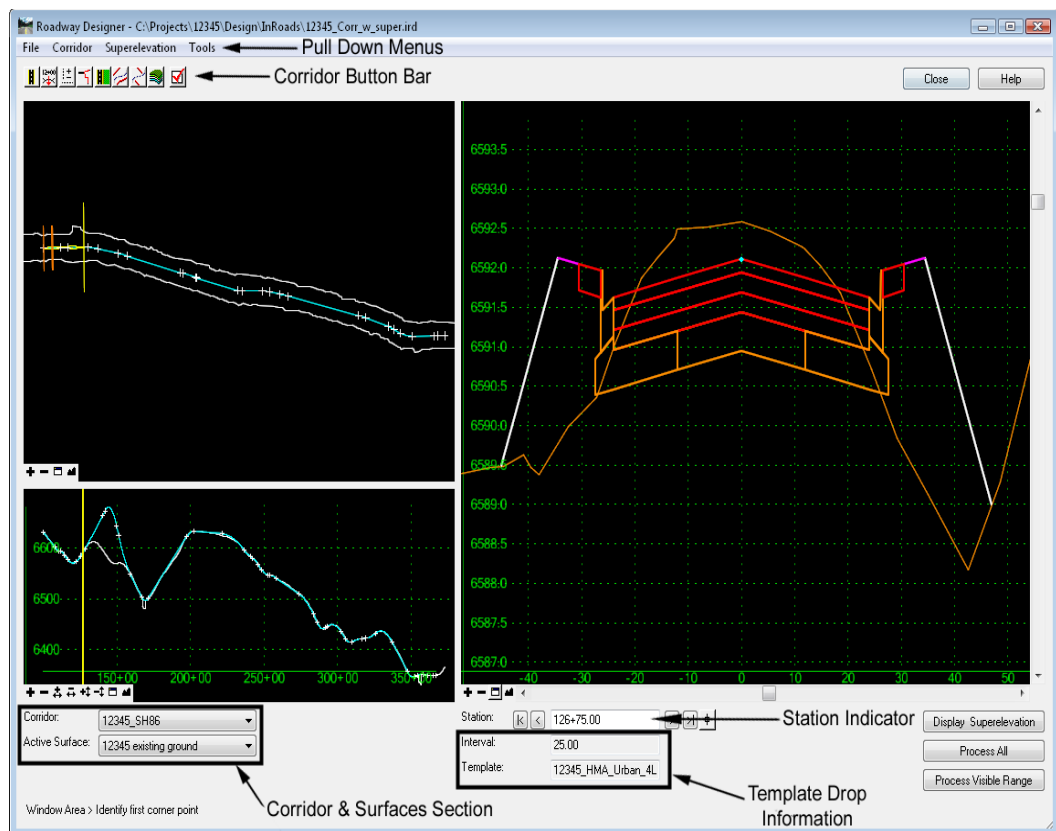 Roadway Designer - C:\Projects\12345\Design\InRoads\12345_Corr_w_super.ird
File Corridor Superelevation Tools
Pull Down Menus
Corridor Button Bar
Close Help
6593.5
6593.0
6592.5
6592.0
6591.5
6591.0
6590.5
6590.0
6589.5
6589.0
6588.5
6588.0
6587.5
6587.0
-40 -30 -20 -10 0 10 20 30 40 50
6600
6500
6400
150+00 200+00 250+00 300+00 350+00
Corridor: 12345_SH86
Active Surface: 12345 existing ground
Corridor & Surfaces Section
Station: 126+75.00
Station Indicator
Interval: 25.00
Template: 12345_HMA_Urban_4L
Template Drop
Information
Display Superelevation
Process All
Process Visible Range
Window Area > Identify first corner point